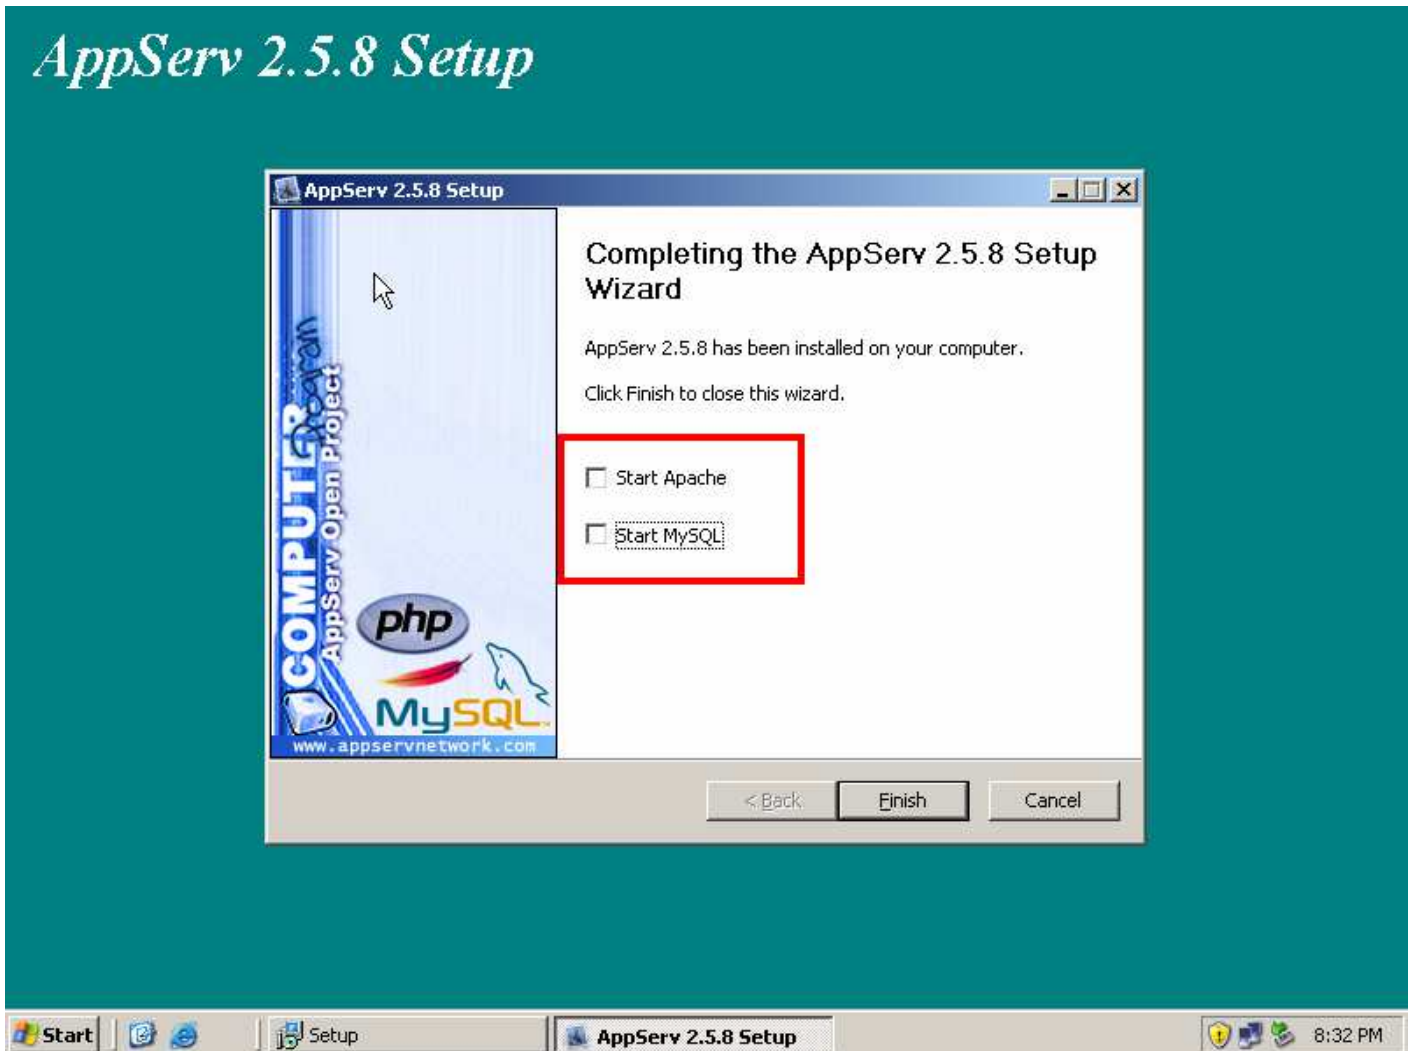 AppServ 2.5.8 Setup
AppServ 2.5.8 Setup
Completing the AppServ 2.5.8 Setup
Wizard
AppServ 2.5.8 has been installed on your computer.
Click Finish to close this wizard.
Start Apache
Start MySQL
COMPUTER
Program
AppServ Open Project
php
MySQL
www.appservnetwork.com
< Back
Finish
Cancel
Start
Setup
AppServ 2.5.8 Setup
8:32 PM